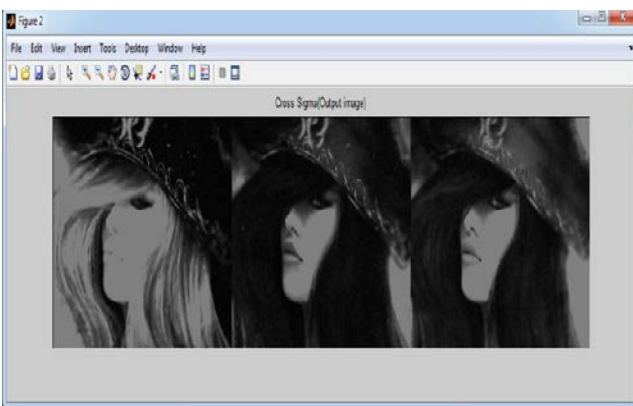 Figure 2
File Edit View Insert Tools Desktop Window Help
Cross Sigma(Output image)